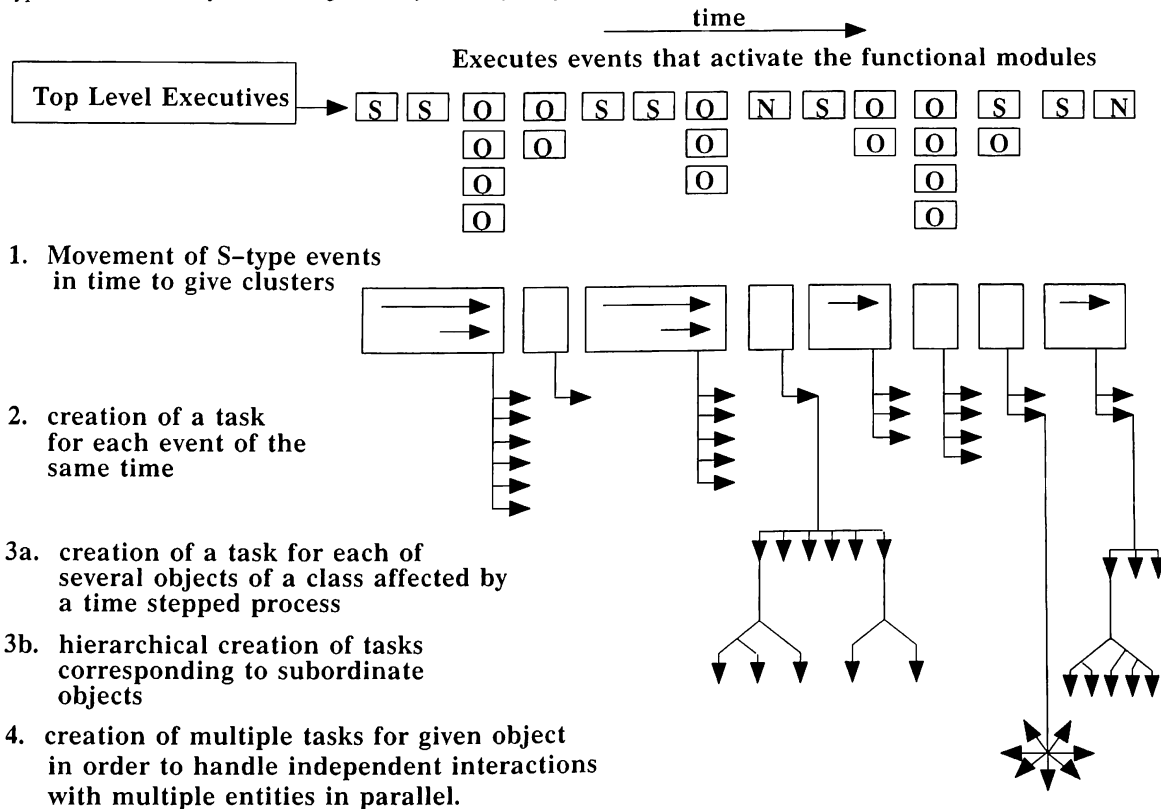 time
Executes events that activate the functional modules
Top Level Executives
S S O O S S O N S O O S S N
O O O O O O
O O O
O O
1. Movement of S-type events
in time to give clusters
2. creation of a task
for each event of the
same time
3a. creation of a task for each of
several objects of a class affected by
a time stepped process
3b. hierarchical creation of tasks
corresponding to subordinate
objects
4. creation of multiple tasks for given object
in order to handle independent interactions
with multiple entities in parallel.